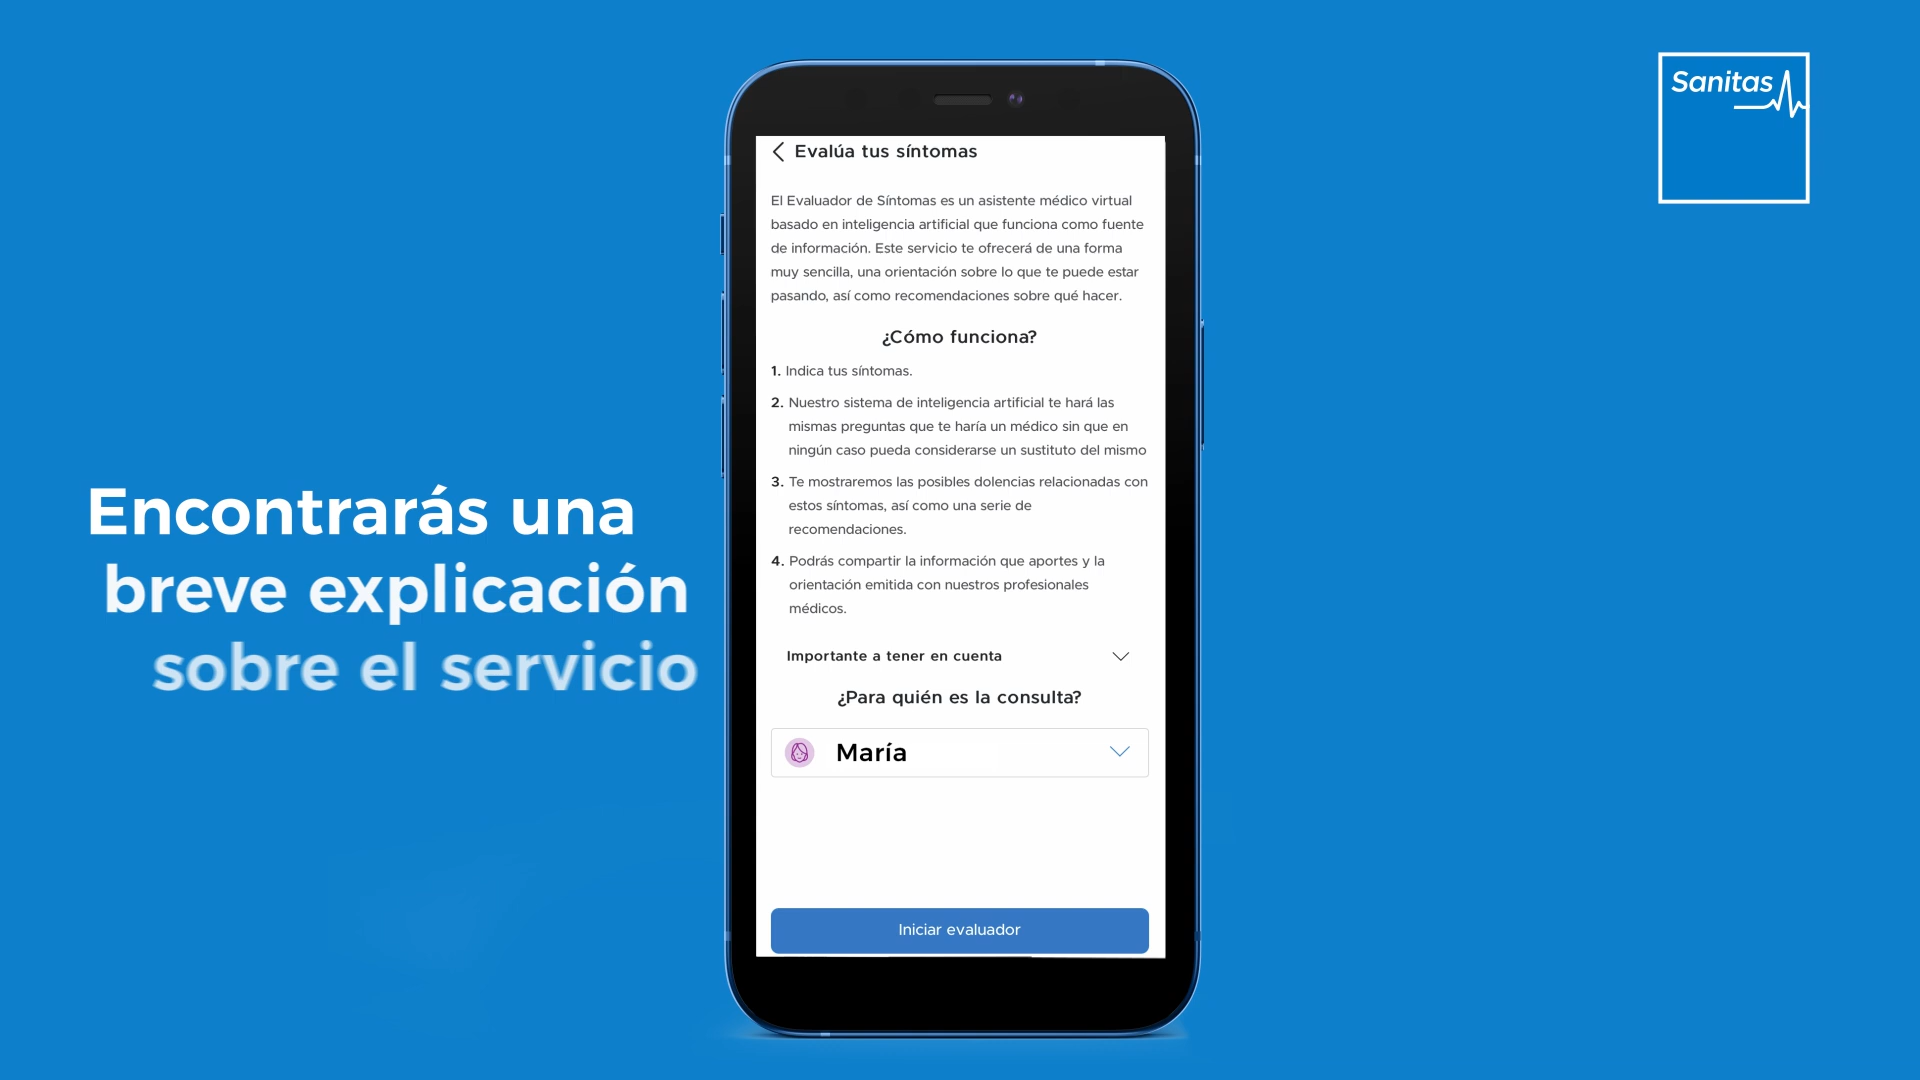 Sanitas
Evalúa tus síntomas
El Evaluador de Síntomas es un asistente médico virtual
basado en inteligencia artificial que funciona como fuente
de información. Este servicio te ofrecerá de una forma
muy sencilla, una orientación sobre lo que te puede estar
pasando, así como recomendaciones sobre qué hacer.
¿Cómo funciona?
1. Indica tus síntomas.
2. Nuestro sistema de inteligencia artificial te hará las
mismas preguntas que te haría un médico sin que en
ningún caso pueda considerarse un sustituto del mismo
3. Te mostraremos las posibles dolencias relacionadas con
estos síntomas, así como una serie de
recomendaciones.
4. Podrás compartir la información que aportes y la
orientación emitida con nuestros profesionales
médicos.
Importante a tener en cuenta
¿Para quién es la consulta?
María
Iniciar evaluador
Encontrarás una
breve explicación
sobre el servicio